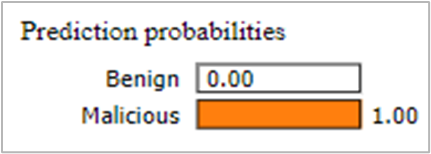 Prediction probabilities
Benign 0.00
Malicious 1.00